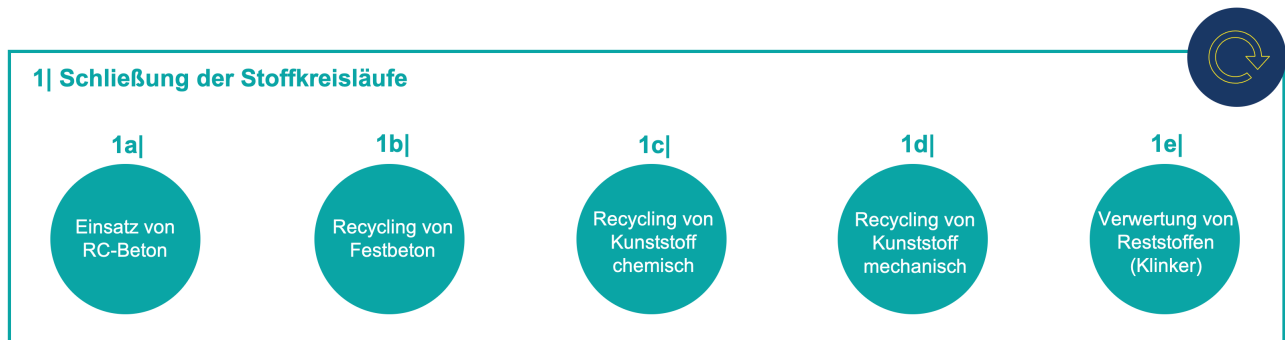 1| Schließung der Stoffkreisläufe
1a|
Einsatz von
RC-Beton
1b|
Recycling von
Festbeton
1c|
Recycling von
Kunststoff
chemisch
1d|
Recycling von
Kunststoff
mechanisch
1e|
Verwertung von
Reststoffen
(Klinker)